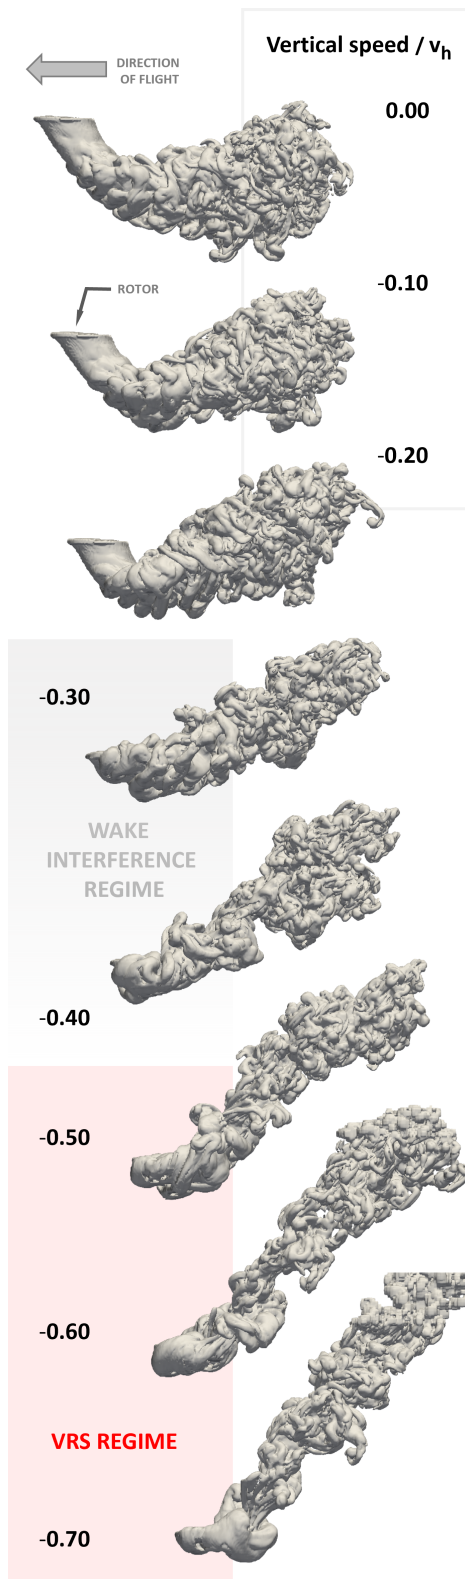 Vertical speed / vh
DIRECTION
OF FLIGHT
0.00
-0.10
ROTOR
-0.20
-0.30
WAKE
INTERFERENCE
REGIME
-0.40
-0.50
-0.60
VRS REGIME
-0.70